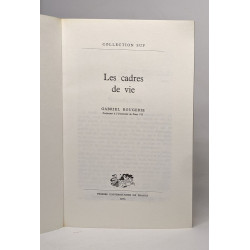 COLLECTION SUP
Les cadres
de vie
GABRIEL ROUGERIE
PRESSES UNIVERSITAIRES DE FRANCE